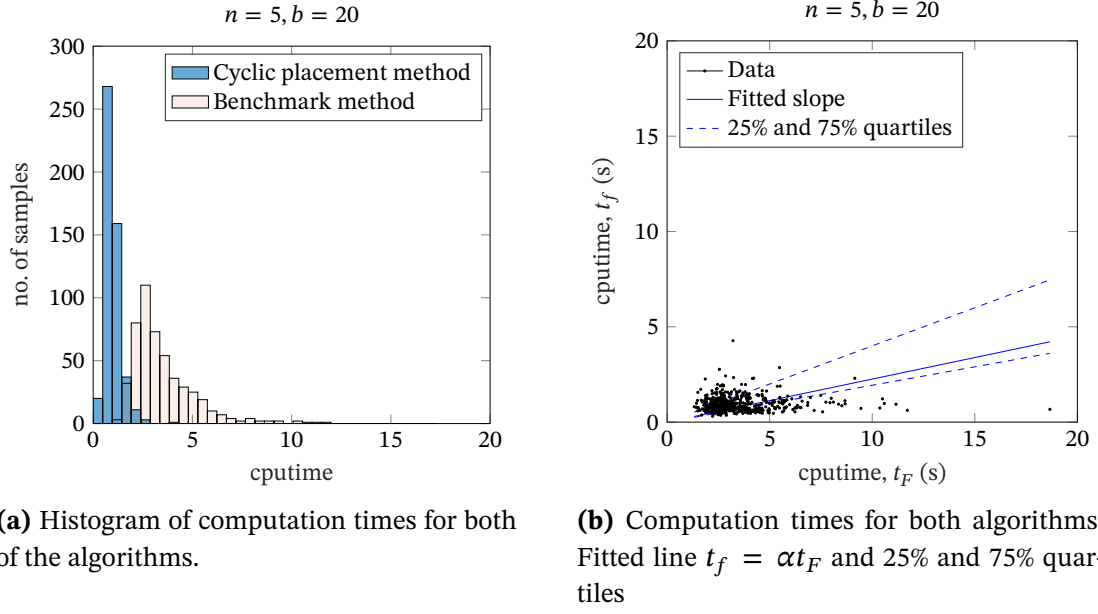 n = 5, b = 20
300
250
200
150
100
50
0
no. of samples
Cyclic placement method
Benchmark method
0 5 10 15 20
cputime
(a) Histogram of computation times for both
of the algorithms.
n = 5, b = 20
20
15
10
5
0
cputime, t_f (s)
Data
Fitted slope
25% and 75% quartiles
0 5 10 15 20
cputime, t_F (s)
(b) Computation times for both algorithms
Fitted line t_f = αt_F and 25% and 75% quar-
tiles